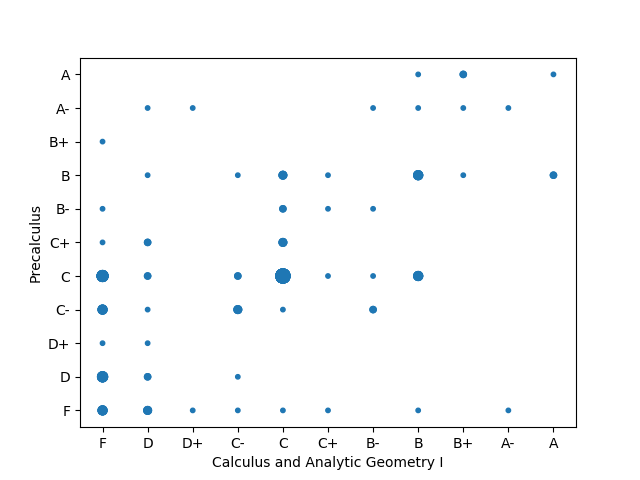 A
A-
B+
B
B-
C+
C
C-
D+
D
F
Precalculus
F D D+ C- C C+ B- B B+ A- A
Calculus and Analytic Geometry I